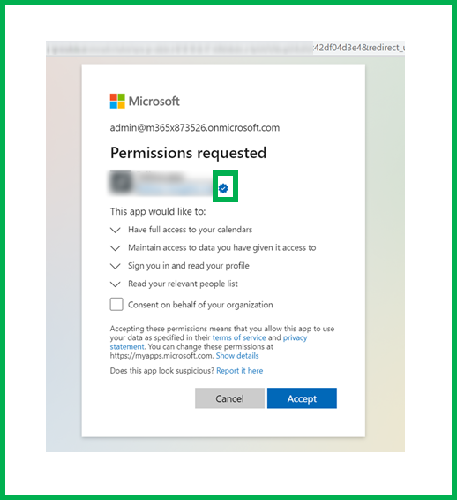 42df04d3e4&redirect_u
Microsoft
admin@m365x873526.onmicrosoft.com
Permissions requested
This app would like to:
Have full access to your calendars
Maintain access to data you have given it access to
Sign you in and read your profile
Read your relevant people list
Consent on behalf of your organization
Accepting these permissions means that you allow this app to use
your data as specified in their terms of service and privacy
statement. You can change these permissions at
https://myapps.microsoft.com. Show details
Does this app look suspicious? Report it here
Cancel
Accept